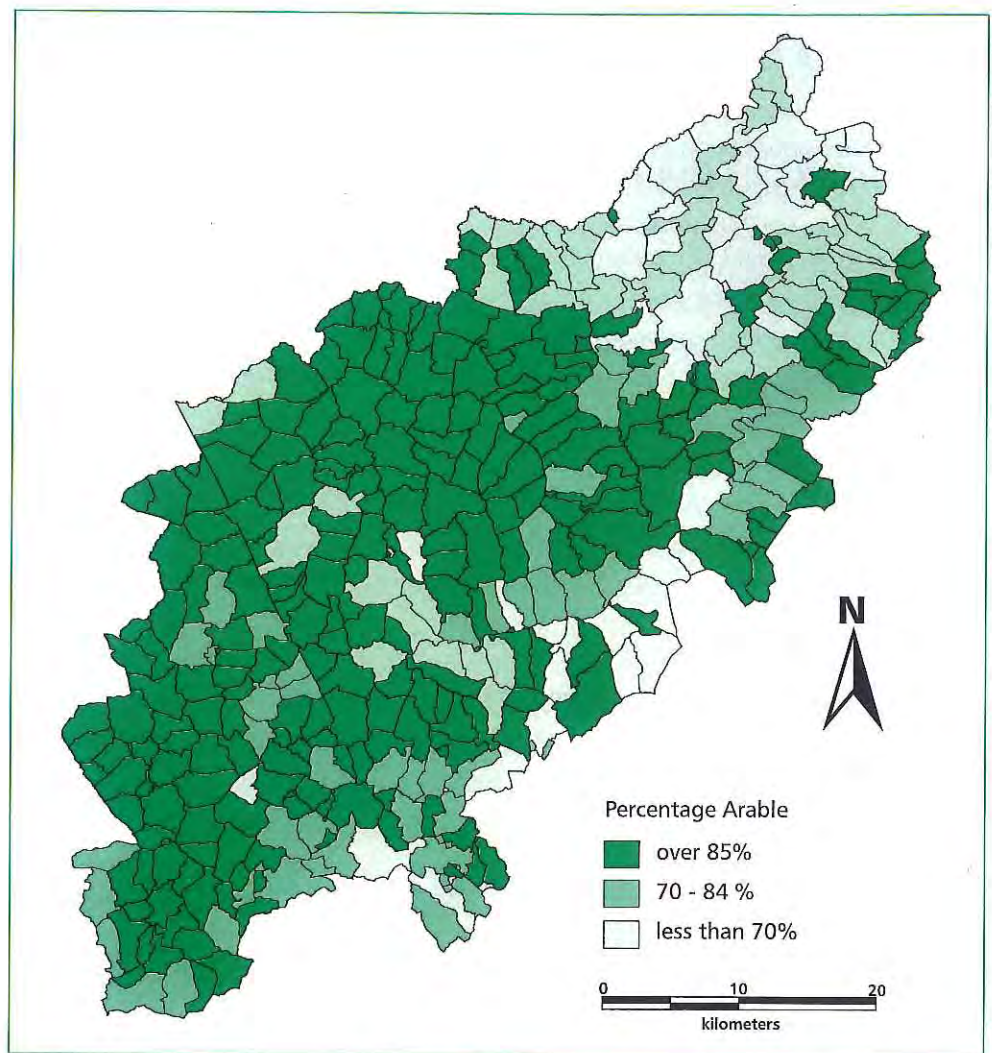 N
Percentage Arable
over 85%
70 - 84 %
less than 70%
0 10 20
kilometers